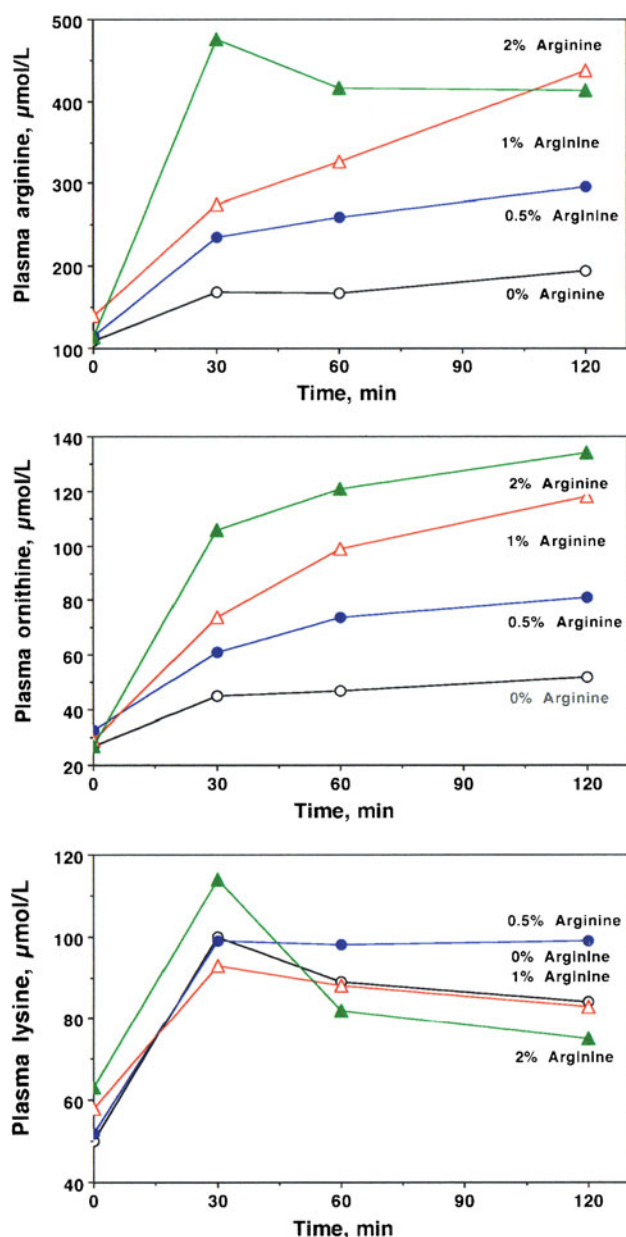 Plasma arginine, µmol/L
500
400
300
200
100
2% Arginine
1% Arginine
0.5% Arginine
0% Arginine
0 30 60 90 120
Time, min
Plasma ornithine, µmol/L
140
120
100
80
60
40
20
2% Arginine
1% Arginine
0.5% Arginine
0% Arginine
0 30 60 90 120
Time, min
Plasma lysine, µmol/L
120
100
80
60
40
0.5% Arginine
0% Arginine
1% Arginine
2% Arginine
0 30 60 90 120
Time, min